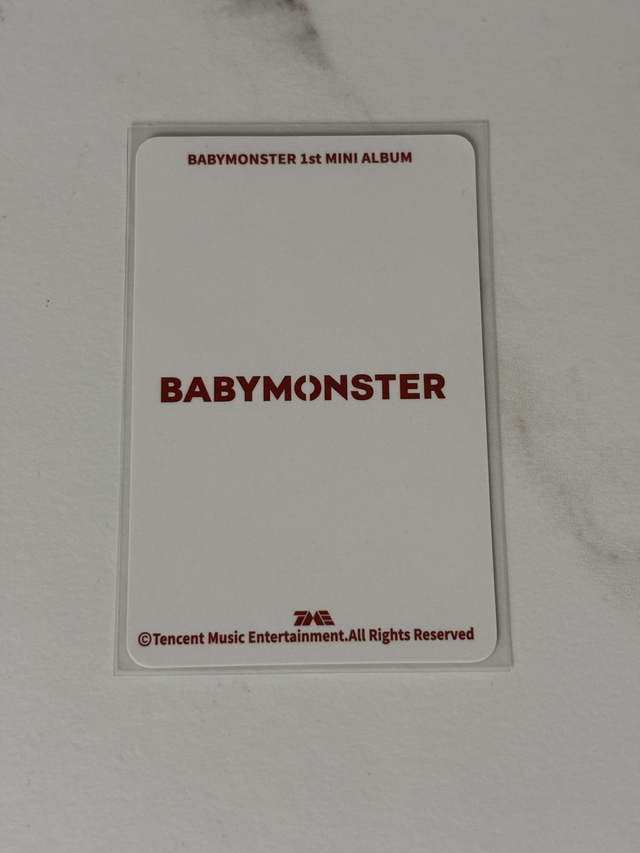 BABYMONSTER 1st MINI ALBUM
BABYMONSTER
TME
©Tencent Music Entertainment.All Rights Reserved